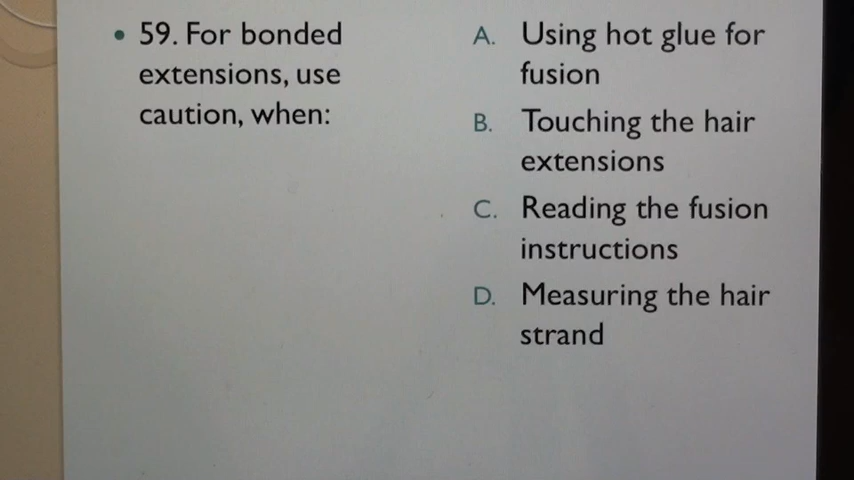 • 59. For bonded
extensions, use
caution, when:
A. Using hot glue for
fusion
B. Touching the hair
extensions
C. Reading the fusion
instructions
D. Measuring the hair
strand